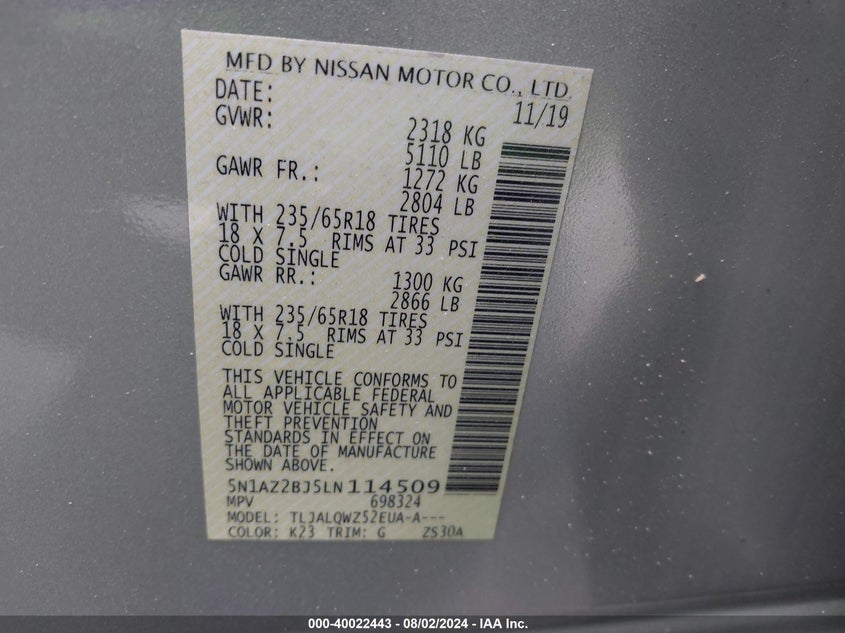 MFD BY NISSAN MOTOR CO., LTD.
DATE: 11/19
GVWR: 2318 KG
5110 LB
GAWR FR.: 1272 KG
2804 LB
WITH 235/65R18 TIRES
18 X 7.5 RIMS AT 33 PSI
COLD SINGLE
GAWR RR.: 1300 KG
2866 LB
WITH 235/65R18 TIRES
18 X 7.5 RIMS AT 33 PSI
COLD SINGLE
THIS VEHICLE CONFORMS TO
ALL APPLICABLE FEDERAL
MOTOR VEHICLE SAFETY AND
THEFT PREVENTION
STANDARDS IN EFFECT ON
THE DATE OF MANUFACTURE
SHOWN ABOVE.
5N1AZ2BJ5LN114509
MPV 698324
MODEL: TLJALQWZ52EUA-A---
COLOR: K23 TRIM: G ZS30A
000-40022443 - 08/02/2024 - IAA Inc.